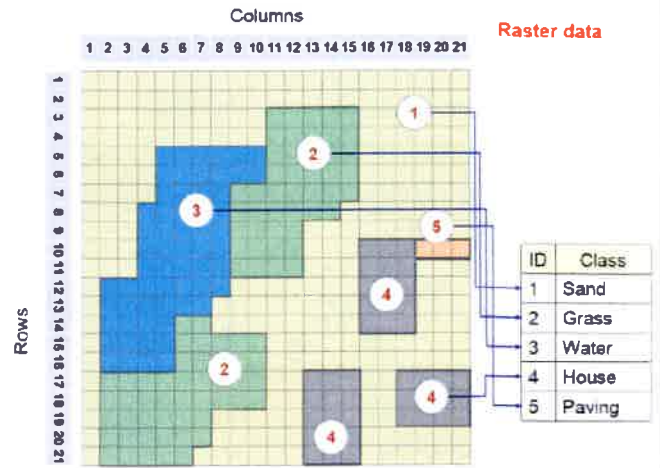 Columns
Raster data
1 2 3 4 5 6 7 8 9 10 11 12 13 14 15 16 17 18 19 20 21
Rows
1
2
3
4
5
6
7
8
9
10
11
12
13
14
15
16
17
18
19
20
21
1
2
3
5
4
2
4
4
ID Class
1 Sand
2 Grass
3 Water
4 House
5 Paving